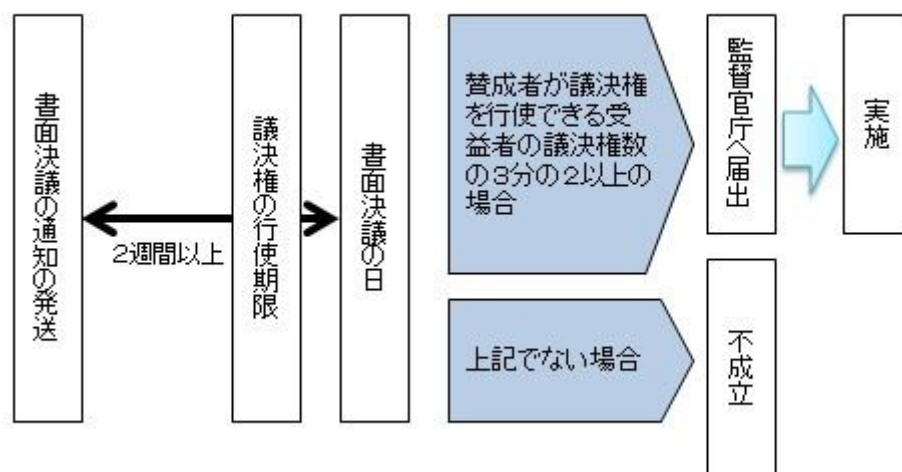 書面決議の通知の発送
2週間以上
議決権の行使期限
書面決議の日
賛成者が議決権
を行使できる受
益者の議決権数
の3分の2以上の
場合
監督官庁へ届出
実施
上記でない場合
不成立